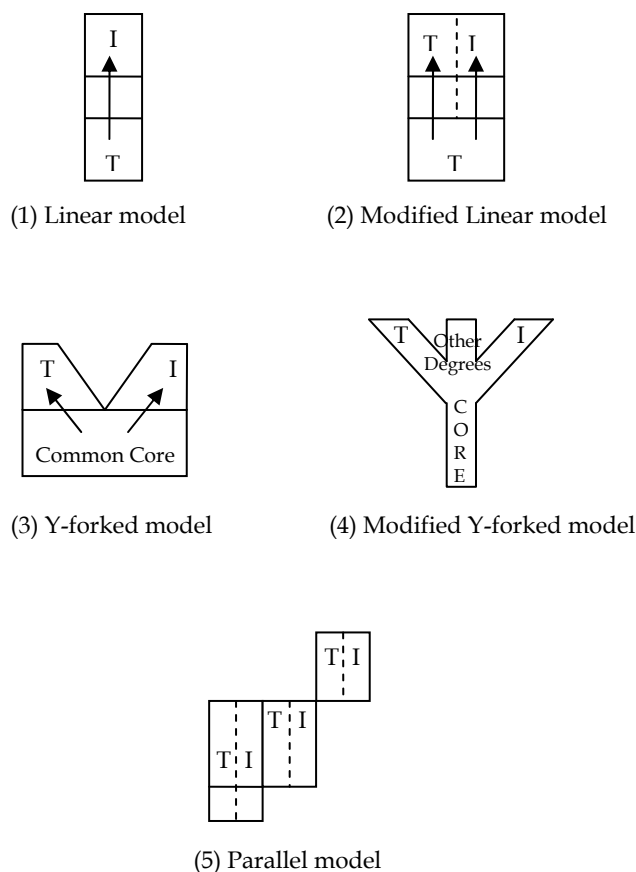 I
T
T I
T
(1) Linear model
(2) Modified Linear model
T I
Common Core
T I
Other
Degrees
C
O
R
E
(3) Y-forked model
(4) Modified Y-forked model
T I
T I
T I
(5) Parallel model